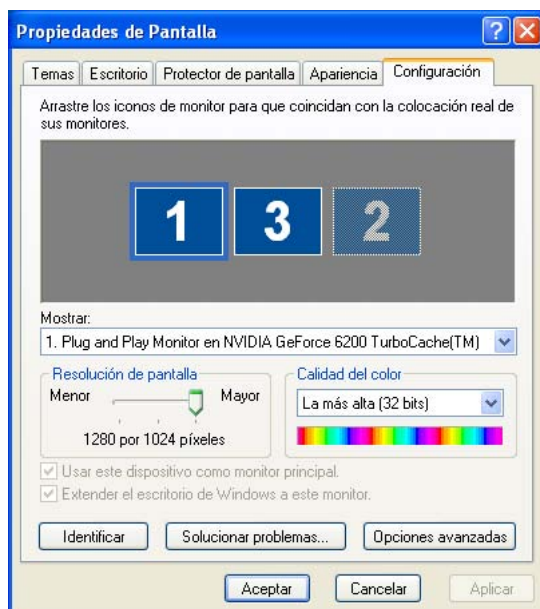 Propiedades de Pantalla
Temas Escritorio Protector de pantalla Apariencia Configuración
Arrastre los iconos de monitor para que coincidan con la colocación real de
sus monitores.
1 3 2
Mostrar:
1. Plug and Play Monitor en NVIDIA GeForce 6200 TurboCache(TM)
Resolución de pantalla
Menor Mayor
1280 por 1024 píxeles
Calidad del color
La más alta (32 bits)
Usar este dispositivo como monitor principal.
Extender el escritorio de Windows a este monitor.
Identificar Solucionar problemas... Opciones avanzadas
Aceptar Cancelar Aplicar